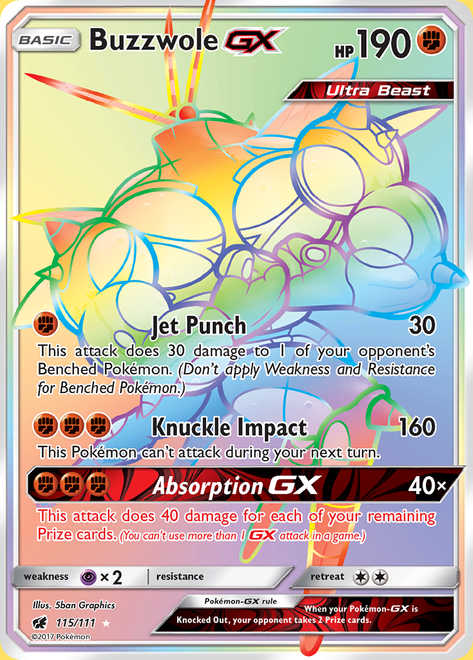 BASIC Buzzwole GX HP 190
Ultra Beast
Jet Punch 30
This attack does 30 damage to 1 of your opponent's
Benched Pokémon. (Don't apply Weakness and Resistance
for Benched Pokémon.)
Knuckle Impact 160
This Pokémon can't attack during your next turn.
Absorption GX 40×
This attack does 40 damage for each of your remaining
Prize cards. (You can't use more than 1 GX attack in a game.)
weakness ×2 resistance retreat
Illus. 5ban Graphics
115/111
©2017 Pokémon
Pokémon-GX rule
When your Pokémon-GX is
Knocked Out, your opponent takes 2 Prize cards.